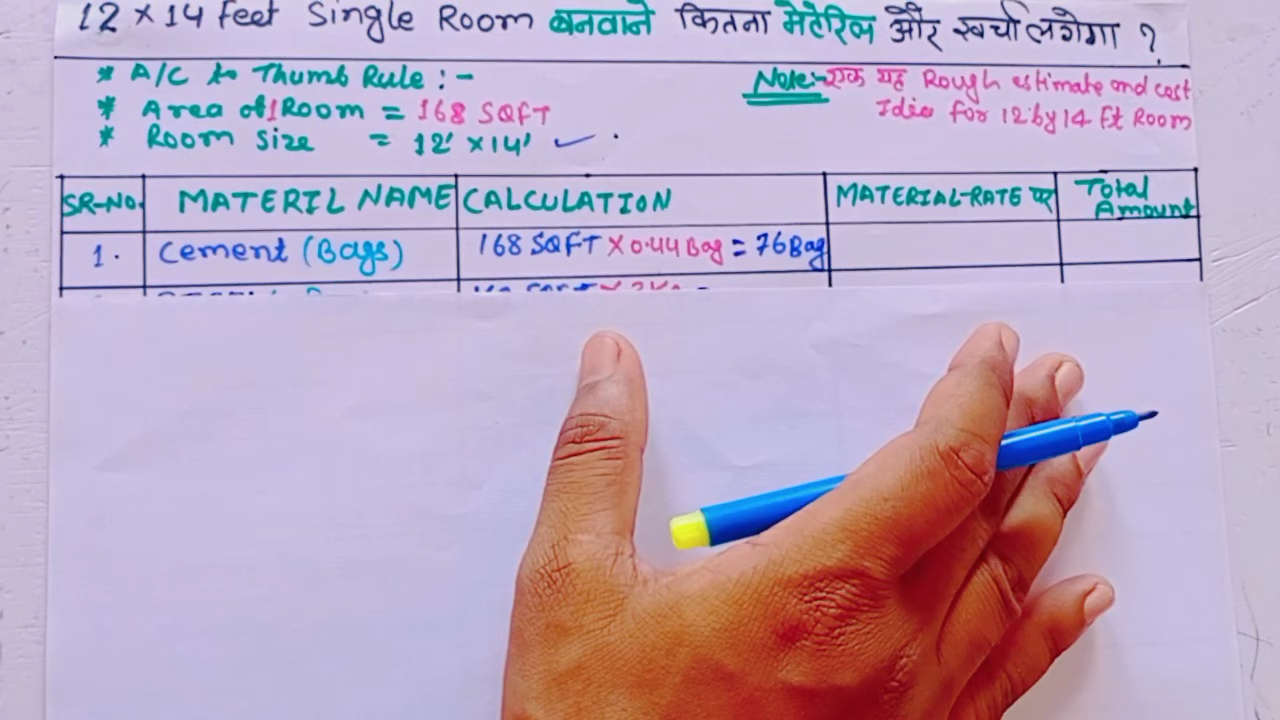 12 × 14 feet Single Room बनवाने कितना मेटेरिल और खर्चा लगेगा ?
* A/C to Thumb Rule :-
* Area of 1 Room = 168 SQFT
* Room Size = 12' × 14'
Note:- एक यह Rough estimate and cost
Idio for 12 by 14 ft Room
SR-NO. MATERIL NAME CALCULATION MATERIAL-RATE पर Total Amount
1. Cement (Bags) 168 SQFT × 0.44 Bag = 76 Bag